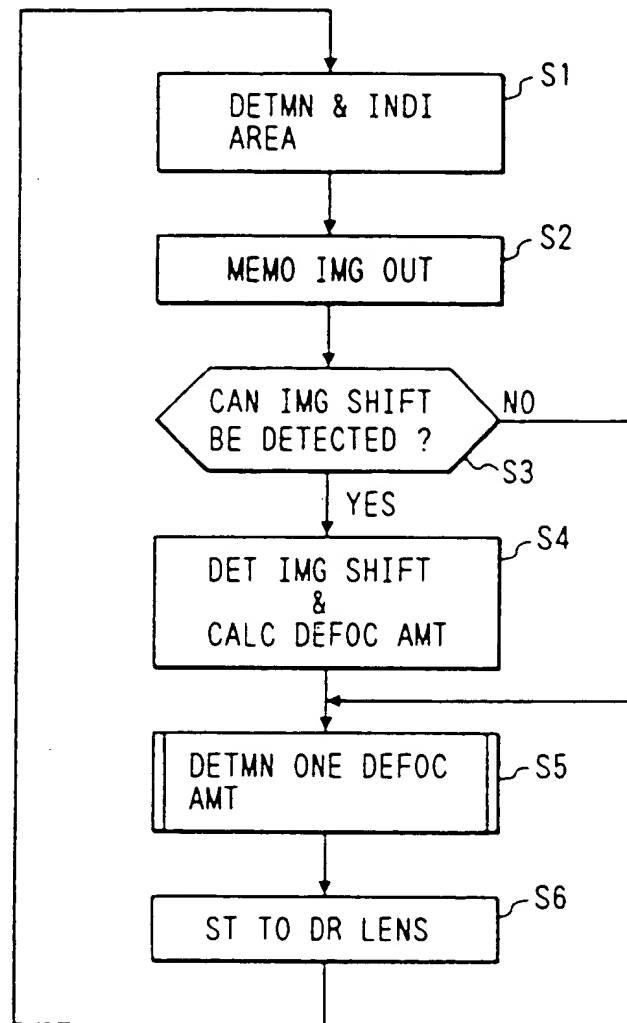 S1
DETMN & INDI
AREA
S2
MEMO IMG OUT
CAN IMG SHIFT
BE DETECTED ?
NO
S3
YES
S4
DET IMG SHIFT
&
CALC DEFOC AMT
DETMN ONE DEFOC
AMT
S5
S6
ST TO DR LENS